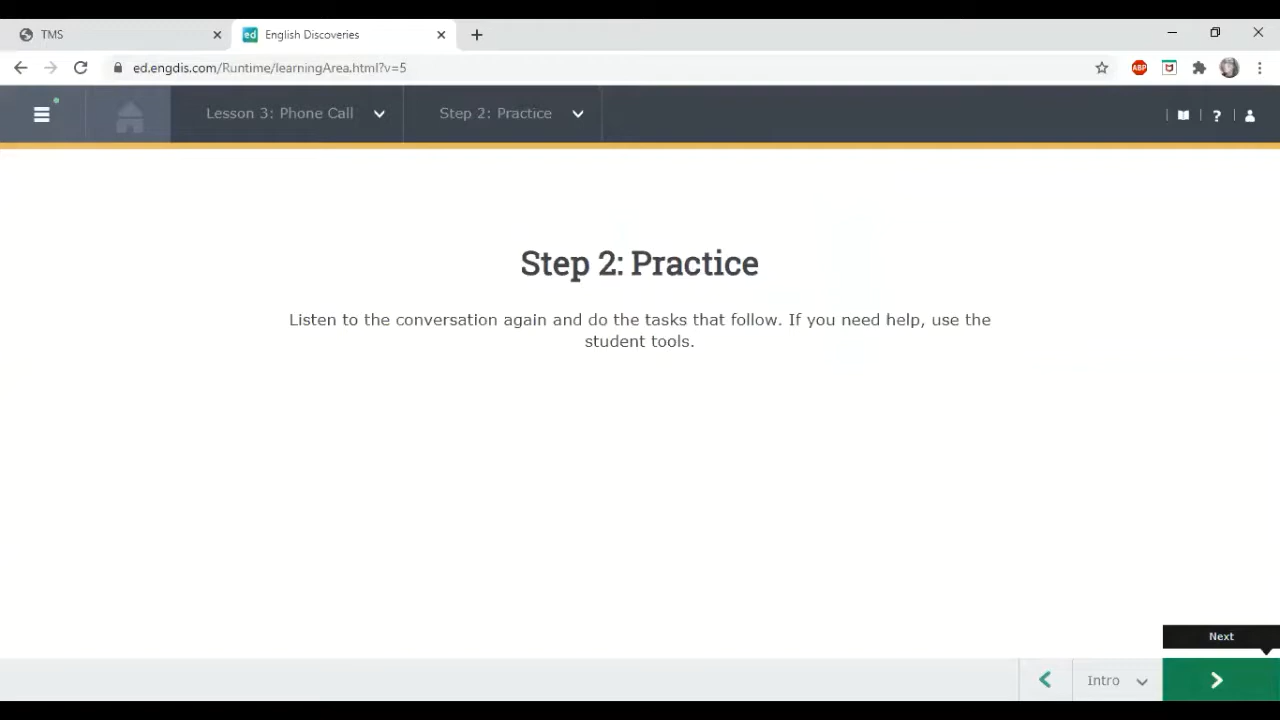 TMS
English Discoveries
ed.engdis.com/Runtime/learningArea.html?v=5
ABP
Lesson 3: Phone Call
Step 2: Practice
?
Step 2: Practice
Listen to the conversation again and do the tasks that follow. If you need help, use the
student tools.
Next
Intro